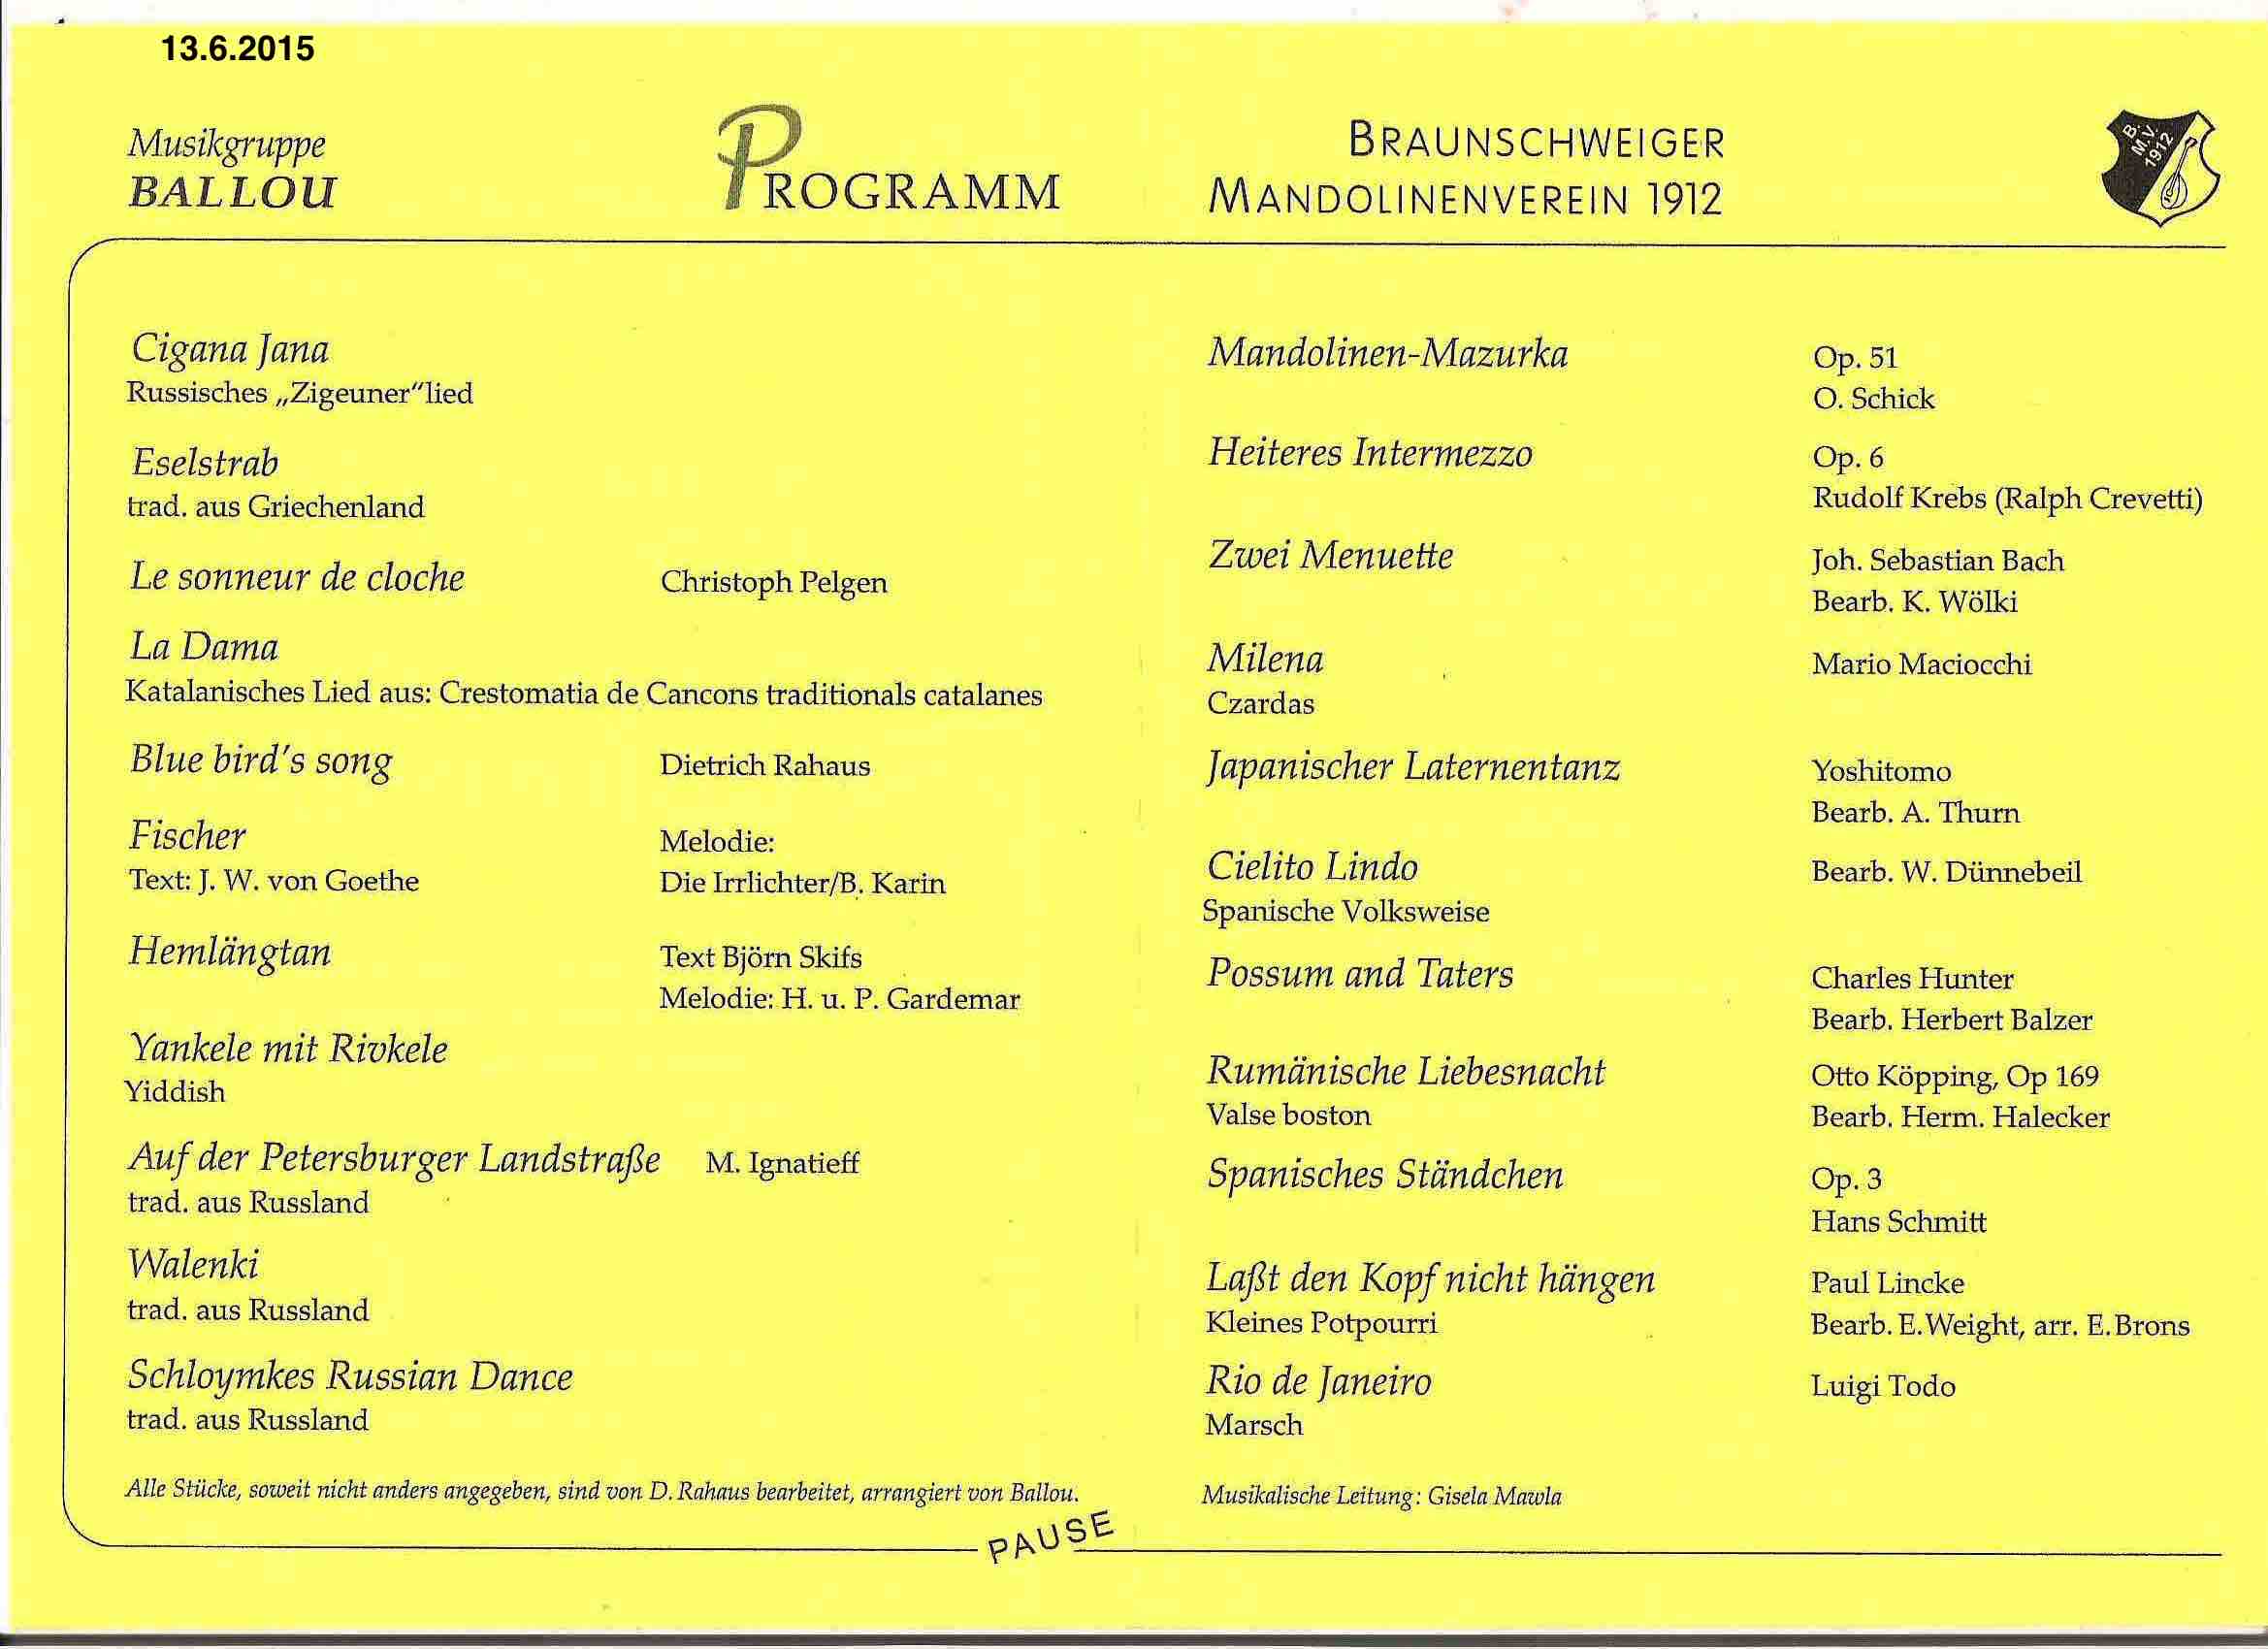 13.6.2015
Musikgruppe
BALLOU
PROGRAMM
Cigana Jana
Russisches „Zigeuner“lied
Eselstrab
trad. aus Griechenland
Le sonneur de cloche Christoph Pelgen
La Dama
Katalanisches Lied aus: Crestomatia de Cancons traditionals catalanes
Blue bird's song Dietrich Rahaus
Fischer Melodie:
Text: J. W. von Goethe Die Irrlichter/B. Karin
Hemlängtan Text Björn Skifs
Melodie: H. u. P. Gardemar
Yankele mit Rivkele
Yiddish
Auf der Petersburger Landstraße M. Ignatieff
trad. aus Russland
Walenki
trad. aus Russland
Schloymkes Russian Dance
trad. aus Russland
Alle Stücke, soweit nicht anders angegeben, sind von D. Rahaus bearbeitet, arrangiert von Ballou.
PAUSE
BRAUNSCHWEIGER
MANDOLINENVEREIN 1912
B.
M.V.
1912
Mandolinen-Mazurka Op. 51
O. Schick
Heiteres Intermezzo Op. 6
Rudolf Krebs (Ralph Crevetti)
Zwei Menuette Joh. Sebastian Bach
Bearb. K. Wölki
Milena Mario Maciocchi
Czardas
Japanischer Laternentanz Yoshitomo
Bearb. A. Thurn
Cielito Lindo Bearb. W. Dünnebeil
Spanische Volksweise
Possum and Taters Charles Hunter
Bearb. Herbert Balzer
Rumänische Liebesnacht Otto Köpping, Op 169
Valse boston Bearb. Herm. Halecker
Spanisches Ständchen Op. 3
Hans Schmitt
Laßt den Kopf nicht hängen Paul Lincke
Kleines Potpourri Bearb. E.Weight, arr. E.Brons
Rio de Janeiro Luigi Todo
Marsch
Musikalische Leitung: Gisela Mawla